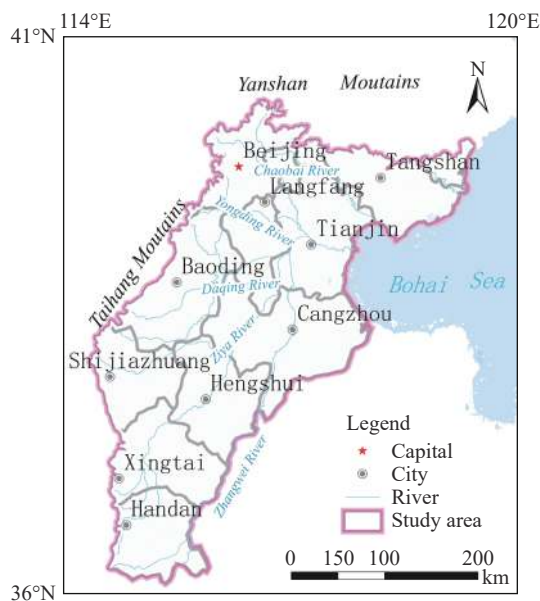 114°E 120°E
41°N
Yanshan Moutains
N
Beijing
Chaobai River
Tangshan
Langfang
Yongding River
Tianjin
Taihang Moutains
Baoding
Daqing River
Bohai Sea
Cangzhou
Ziya River
Shijiazhuang
Hengshui
Legend
Capital
City
River
Study area
Zhangwei River
Xingtai
Handan
0 150 100 200
km
36°N